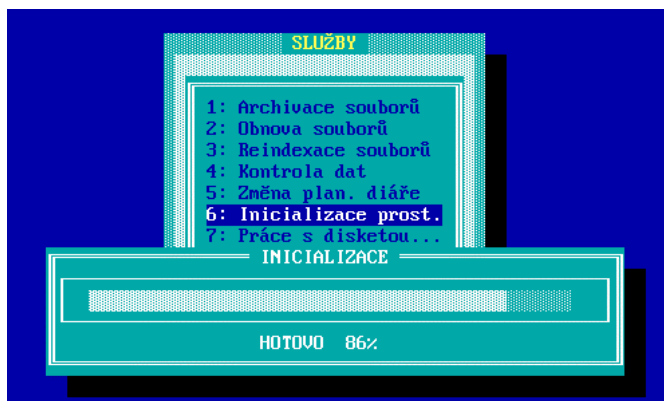 SLUŽBY
1: Archivace souborů
2: Obnova souborů
3: Reindexace souborů
4: Kontrola dat
5: Změna plan. diáře
6: Inicializace prost.
7: Práce s disketou...
INICIALIZACE
HOTOVO 86%